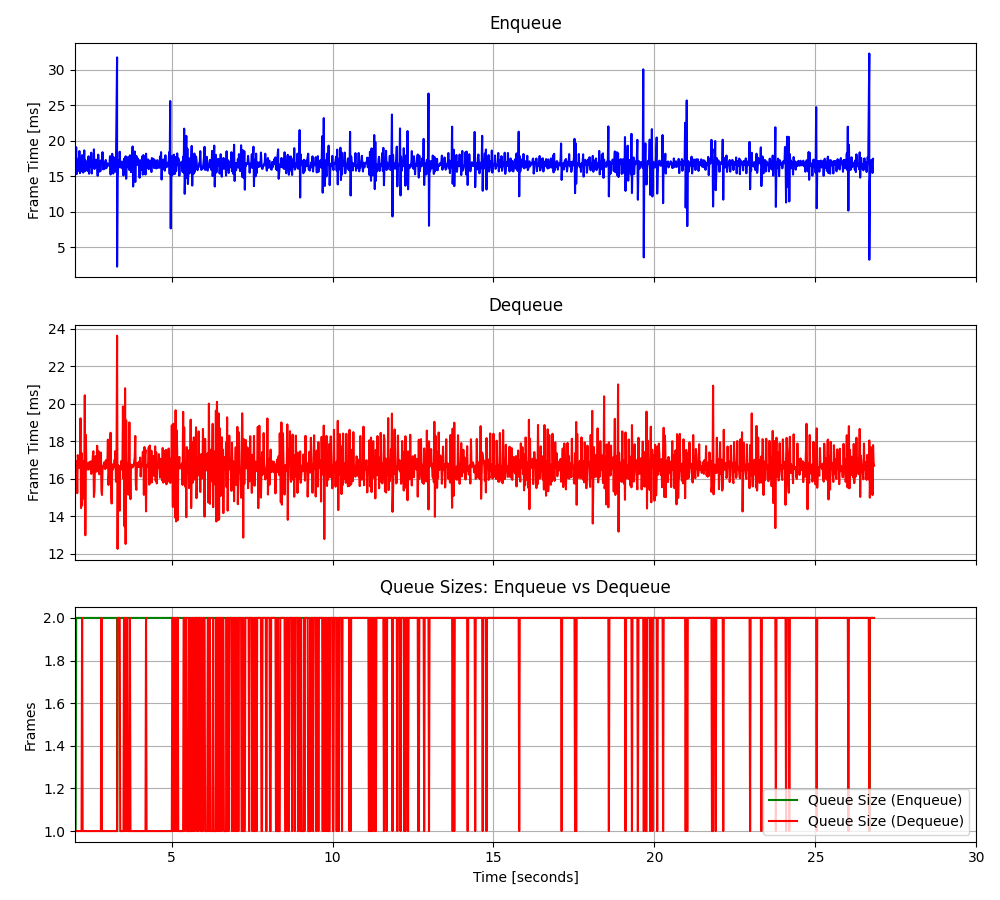 Enqueue
Frame Time [ms]
30
25
20
15
10
5
Dequeue
Frame Time [ms]
24
22
20
18
16
14
12
Queue Sizes: Enqueue vs Dequeue
Frames
2.0
1.8
1.6
1.4
1.2
1.0
Queue Size (Enqueue)
Queue Size (Dequeue)
5 10 15 20 25 30
Time [seconds]